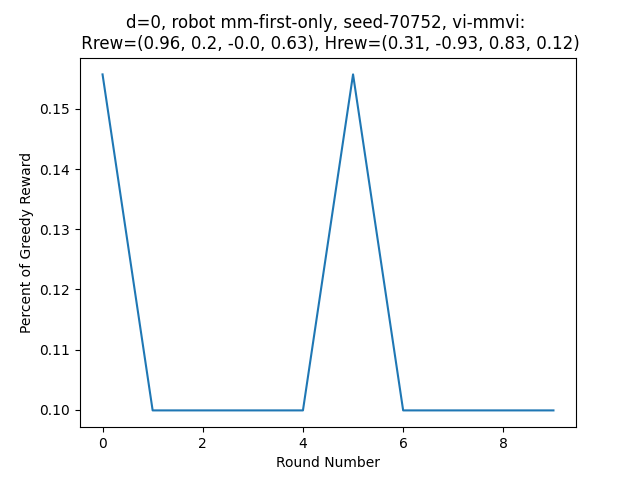 d=0, robot mm-first-only, seed-70752, vi-mmvi:
Rrew=(0.96, 0.2, -0.0, 0.63), Hrew=(0.31, -0.93, 0.83, 0.12)
0.15
0.14
0.13
0.12
0.11
0.10
Percent of Greedy Reward
0 2 4 6 8
Round Number